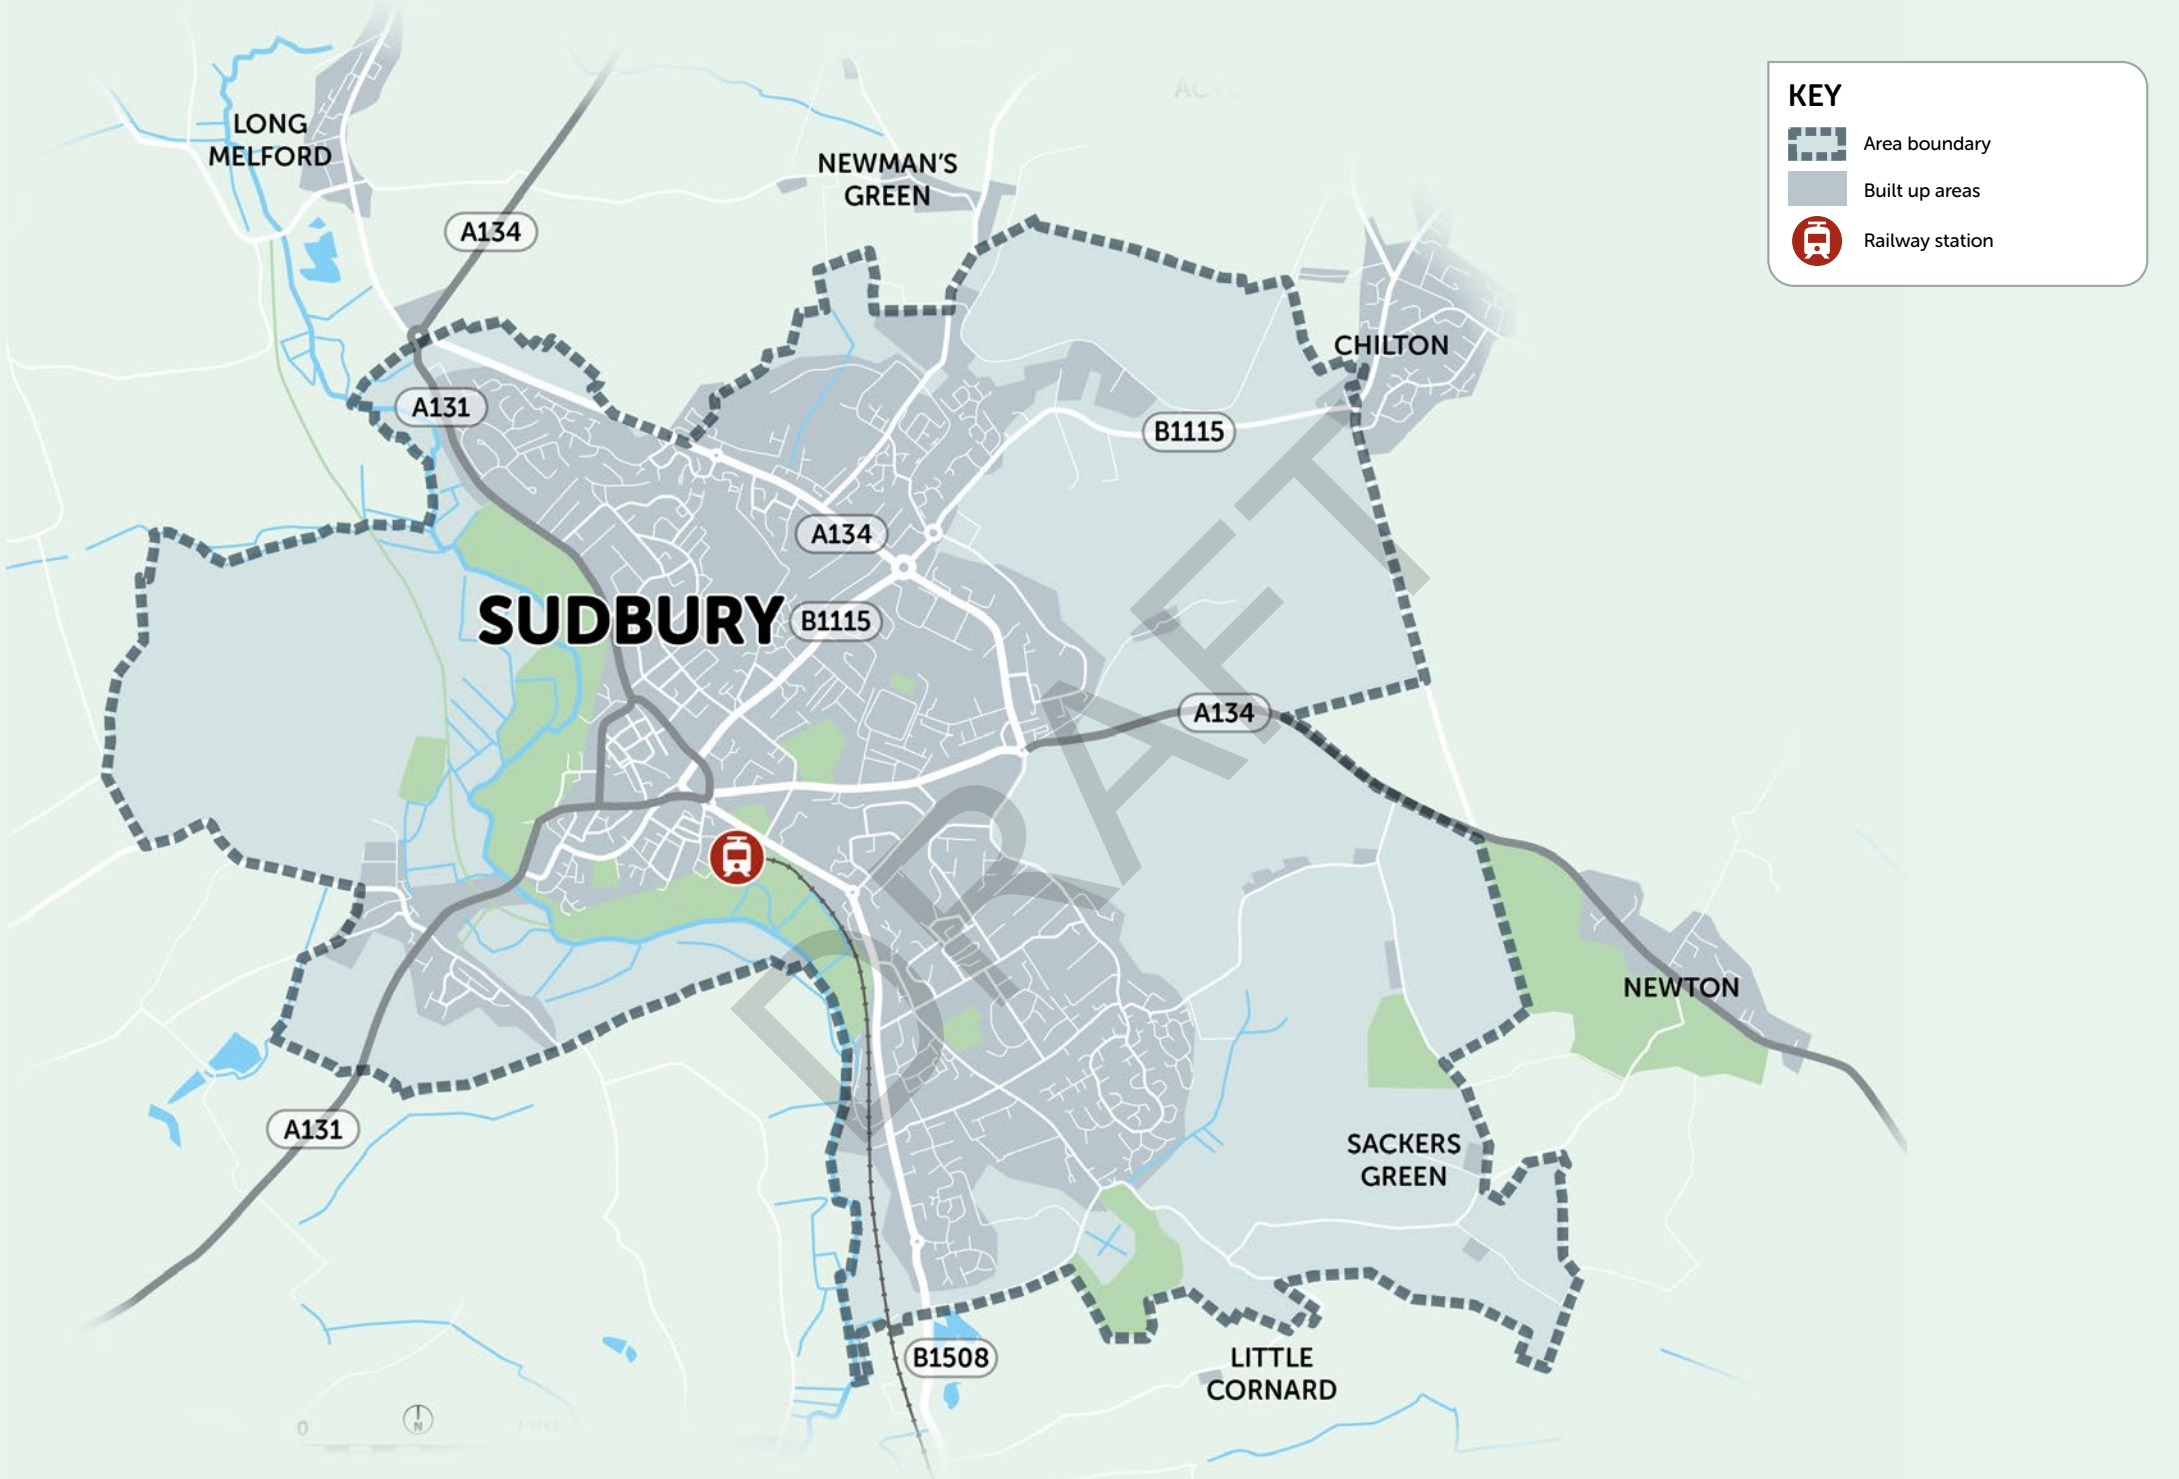 KEY
Area boundary
Built up areas
Railway station
LONG
MELFORD
NEWMAN'S
GREEN
A134
CHILTON
A131
B1115
A134
SUDBURY
B1115
A134
DRAFT
NEWTON
A131
SACKERS
GREEN
B1508
LITTLE
CORNARD
0
N